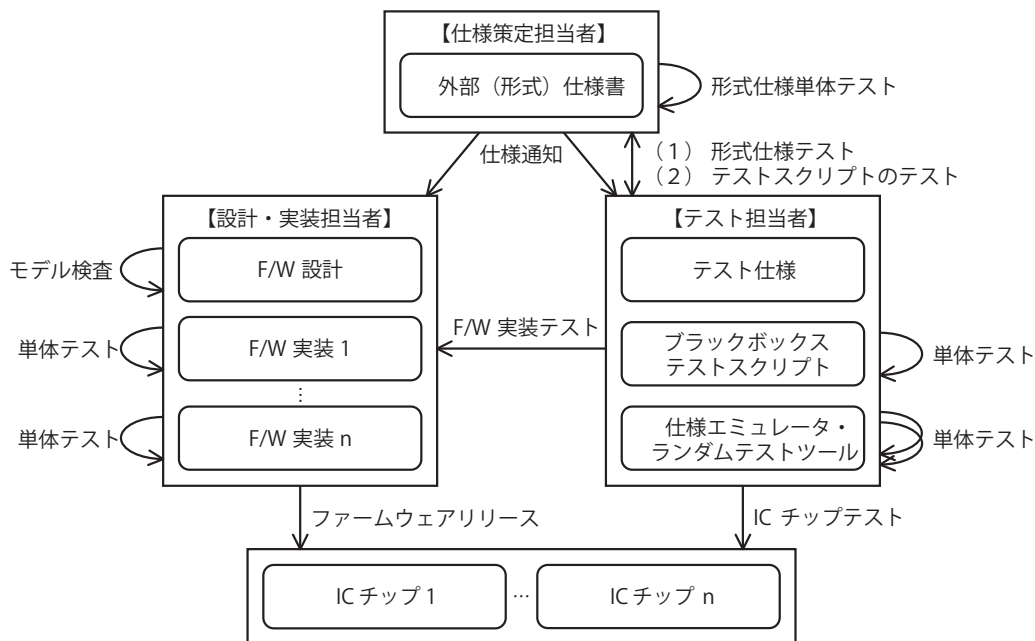 【仕様策定担当者】
外部（形式）仕様書
形式仕様単体テスト
仕様通知
（１） 形式仕様テスト
（２） テストスクリプトのテスト
【設計・実装担当者】
【テスト担当者】
モデル検査
F/W 設計
テスト仕様
F/W 実装テスト
単体テスト
F/W 実装 1
ブラックボックス
テストスクリプト
単体テスト
⋮
単体テスト
F/W 実装 n
仕様エミュレータ・
ランダムテストツール
単体テスト
ファームウェアリリース
IC チップテスト
IC チップ 1
…
IC チップ n